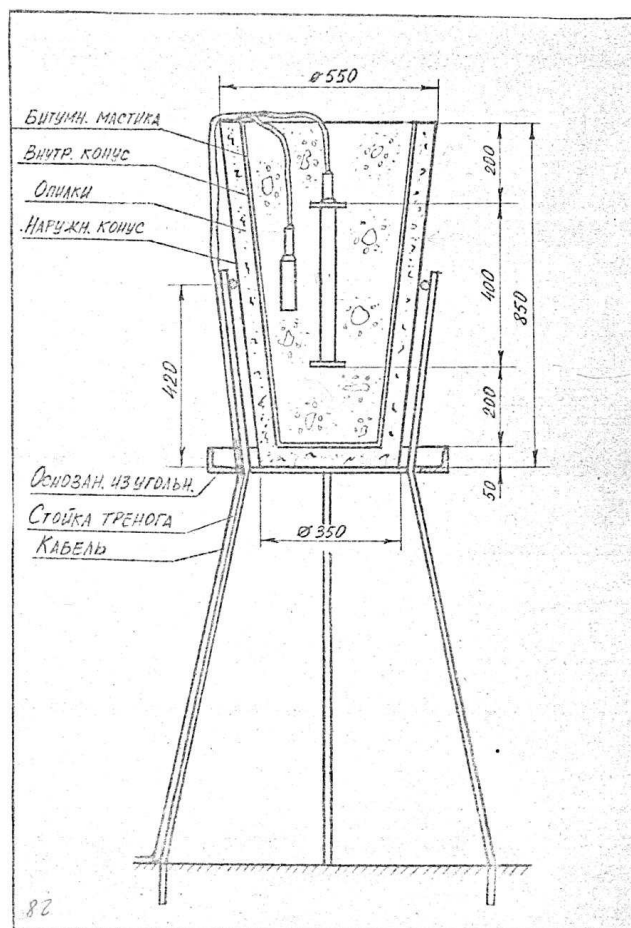 ø550
Битумн. мастика
Внутр. конус
Опилки
Наружн. конус
200
400
850
420
200
50
Основан. из угольн.
Стойка тренога
Кабель
ø350
82